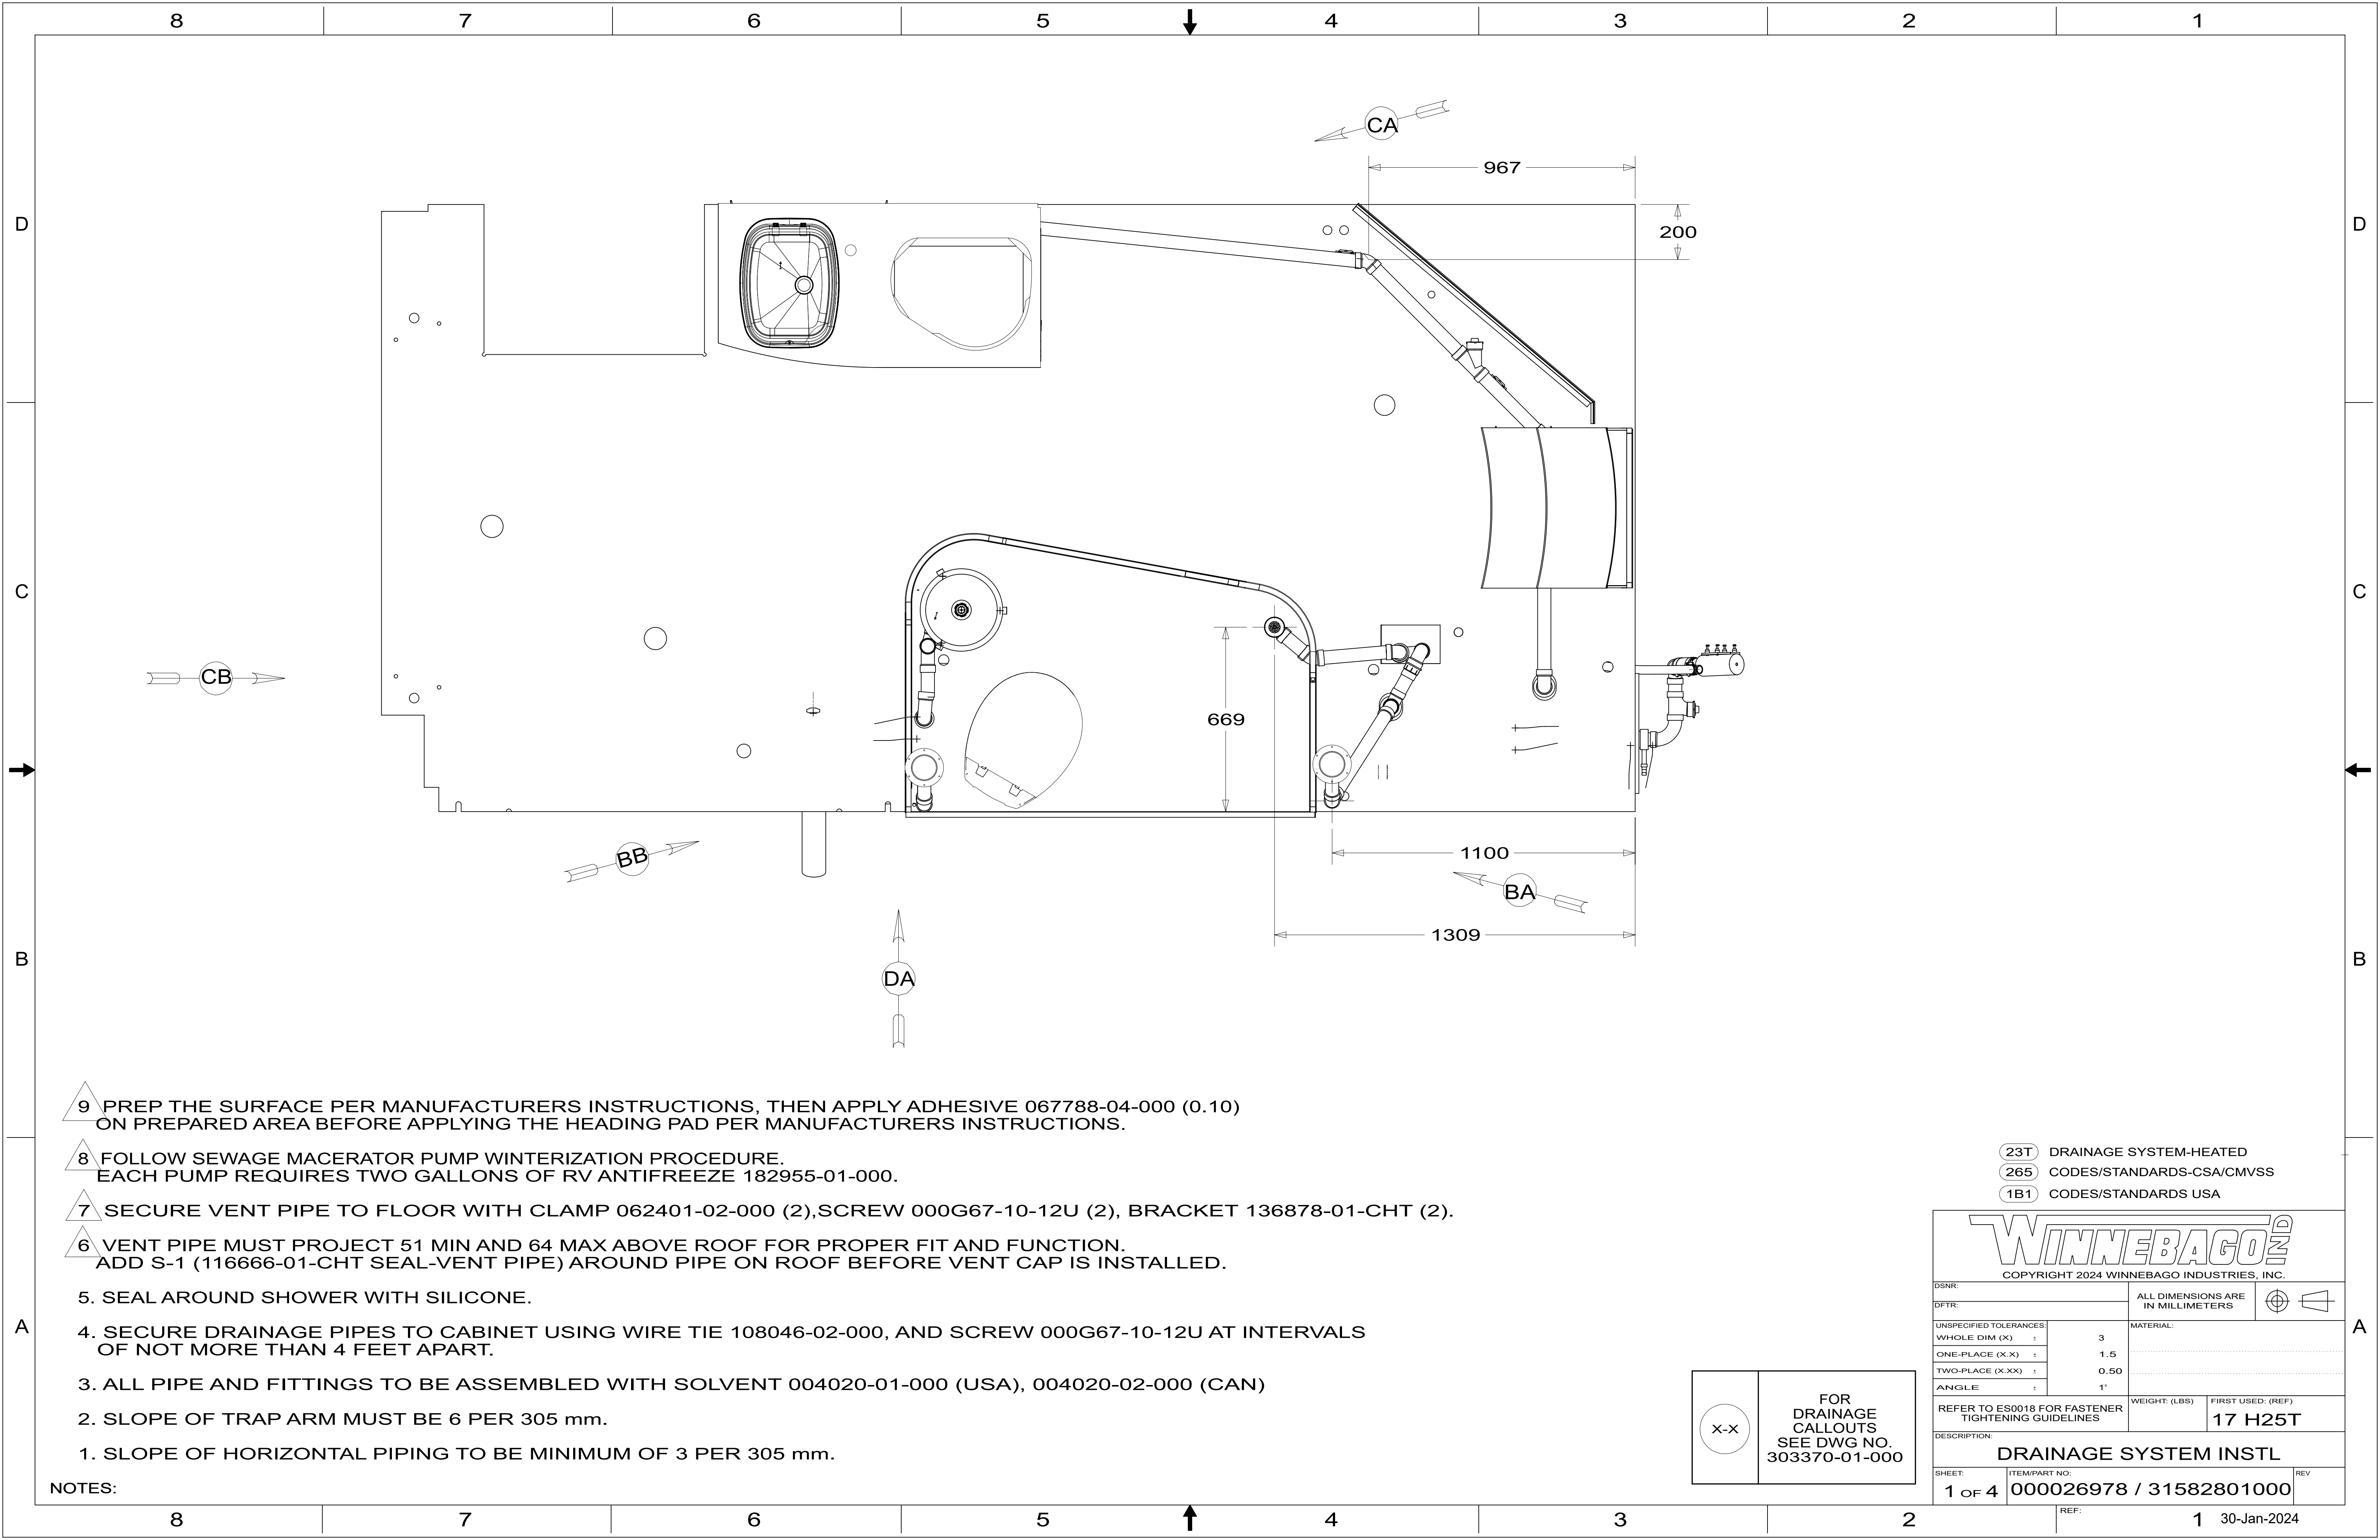 8 7 6 5 4 3 2 1
CA
967
D
D
200
C
C
CB
669
BB
1100
BA
1309
B
B
DA
9 PREP THE SURFACE PER MANUFACTURERS INSTRUCTIONS, THEN APPLY ADHESIVE 067788-04-000 (0.10)
ON PREPARED AREA BEFORE APPLYING THE HEADING PAD PER MANUFACTURERS INSTRUCTIONS.
8 FOLLOW SEWAGE MACERATOR PUMP WINTERIZATION PROCEDURE.
EACH PUMP REQUIRES TWO GALLONS OF RV ANTIFREEZE 182955-01-000.
7 SECURE VENT PIPE TO FLOOR WITH CLAMP 062401-02-000 (2),SCREW 000G67-10-12U (2), BRACKET 136878-01-CHT (2).
6 VENT PIPE MUST PROJECT 51 MIN AND 64 MAX ABOVE ROOF FOR PROPER FIT AND FUNCTION.
ADD S-1 (116666-01-CHT SEAL-VENT PIPE) AROUND PIPE ON ROOF BEFORE VENT CAP IS INSTALLED.
5. SEAL AROUND SHOWER WITH SILICONE.
4. SECURE DRAINAGE PIPES TO CABINET USING WIRE TIE 108046-02-000, AND SCREW 000G67-10-12U AT INTERVALS
OF NOT MORE THAN 4 FEET APART.
3. ALL PIPE AND FITTINGS TO BE ASSEMBLED WITH SOLVENT 004020-01-000 (USA), 004020-02-000 (CAN)
2. SLOPE OF TRAP ARM MUST BE 6 PER 305 mm.
1. SLOPE OF HORIZONTAL PIPING TO BE MINIMUM OF 3 PER 305 mm.
NOTES:
A
A
X-X
FOR
DRAINAGE
CALLOUTS
SEE DWG NO.
303370-01-000
23T DRAINAGE SYSTEM-HEATED
265 CODES/STANDARDS-CSA/CMVSS
1B1 CODES/STANDARDS USA
WINNEBAGO IND
COPYRIGHT 2024 WINNEBAGO INDUSTRIES, INC.
DSNR:
DFTR:
ALL DIMENSIONS ARE
IN MILLIMETERS
UNSPECIFIED TOLERANCES:
WHOLE DIM (X) ± 3
ONE-PLACE (X.X) ± 1.5
TWO-PLACE (X.XX) ± 0.50
ANGLE ± 1°
MATERIAL:
REFER TO ES0018 FOR FASTENER
TIGHTENING GUIDELINES
WEIGHT: (LBS)
FIRST USED: (REF)
17 H25T
DESCRIPTION:
DRAINAGE SYSTEM INSTL
SHEET:
1 OF 4
ITEM/PART NO:
000026978 / 31582801000
REV
REF:
30-Jan-2024
8 7 6 5 4 3 2 1